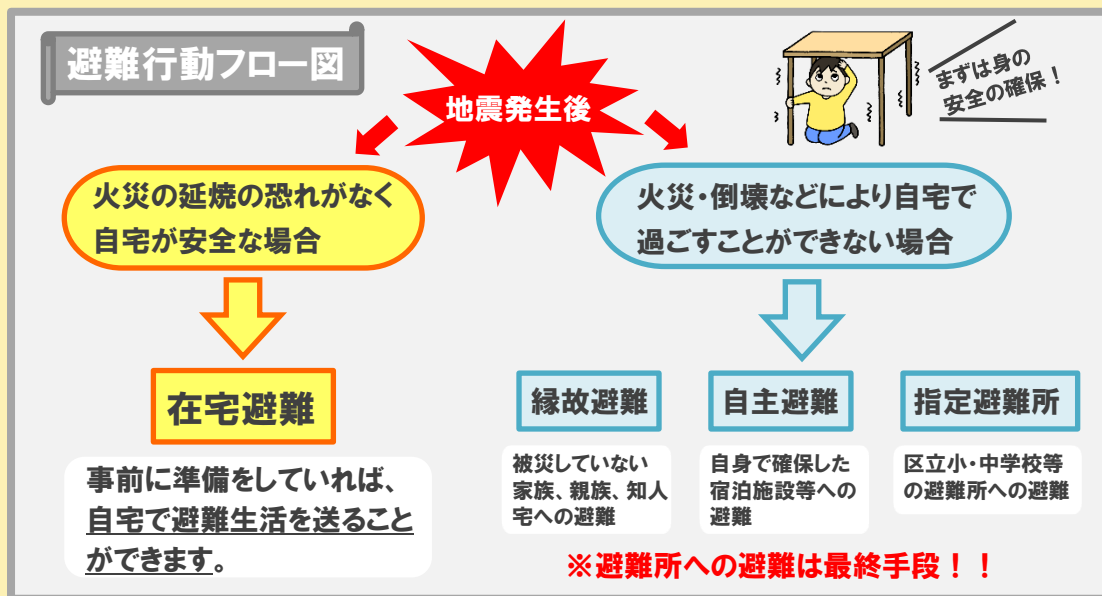 避難行動フロー図
地震発生後
まずは身の
安全の確保！
火災の延焼の恐れがなく
自宅が安全な場合
火災・倒壊などにより自宅で
過ごすことができない場合
在宅避難
事前に準備をしていれば、
自宅で避難生活を送ること
ができます。
縁故避難
被災していない
家族、親族、知人
宅への避難
自主避難
自身で確保した
宿泊施設等への
避難
指定避難所
区立小・中学校等
の避難所への避難
※避難所への避難は最終手段！！